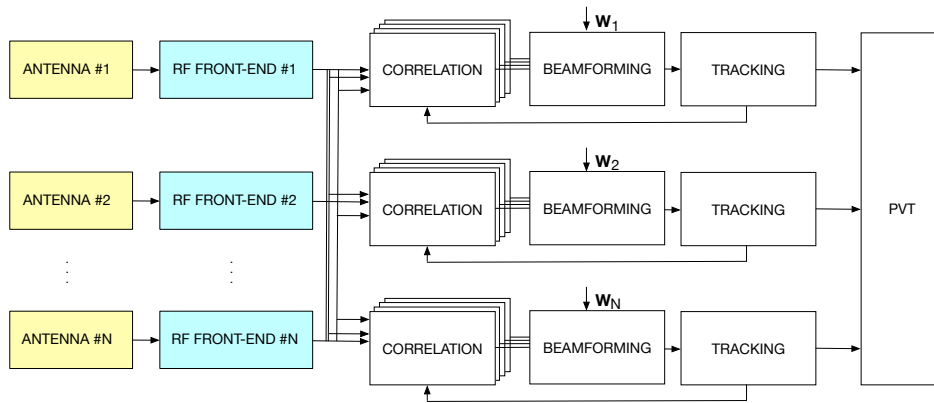 W1
ANTENNA #1
RF FRONT-END #1
CORRELATION
BEAMFORMING
TRACKING
W2
ANTENNA #2
RF FRONT-END #2
CORRELATION
BEAMFORMING
TRACKING
PVT
WN
ANTENNA #N
RF FRONT-END #N
CORRELATION
BEAMFORMING
TRACKING